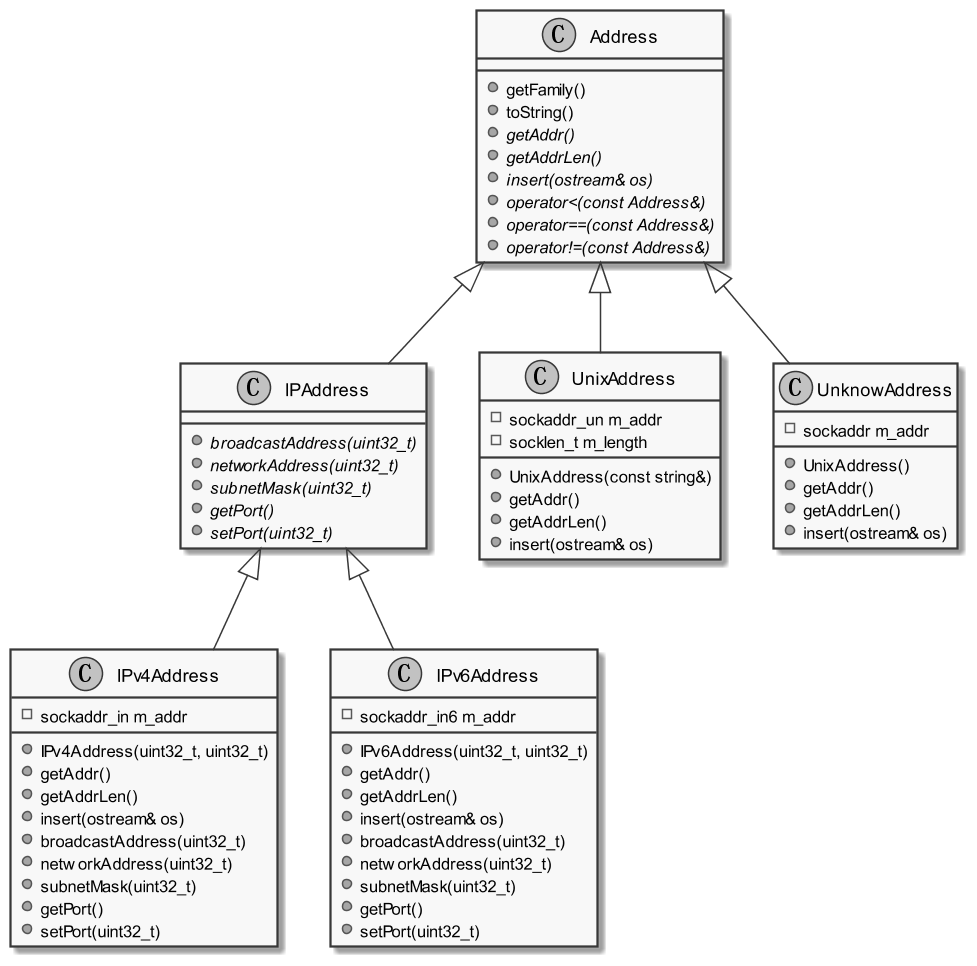 C Address
getFamily()
toString()
getAddr()
getAddrLen()
insert(ostream& os)
operator<(const Address&)
operator==(const Address&)
operator!=(const Address&)
C IPAddress
broadcastAddress(uint32_t)
networkAddress(uint32_t)
subnetMask(uint32_t)
getPort()
setPort(uint32_t)
C UnixAddress
sockaddr_un m_addr
socklen_t m_length
UnixAddress(const string&)
getAddr()
getAddrLen()
insert(ostream& os)
C UnknowAddress
sockaddr m_addr
UnixAddress()
getAddr()
getAddrLen()
insert(ostream& os)
C IPv4Address
sockaddr_in m_addr
IPv4Address(uint32_t, uint32_t)
getAddr()
getAddrLen()
insert(ostream& os)
broadcastAddress(uint32_t)
networkAddress(uint32_t)
subnetMask(uint32_t)
getPort()
setPort(uint32_t)
C IPv6Address
sockaddr_in6 m_addr
IPv6Address(uint32_t, uint32_t)
getAddr()
getAddrLen()
insert(ostream& os)
broadcastAddress(uint32_t)
networkAddress(uint32_t)
subnetMask(uint32_t)
getPort()
setPort(uint32_t)